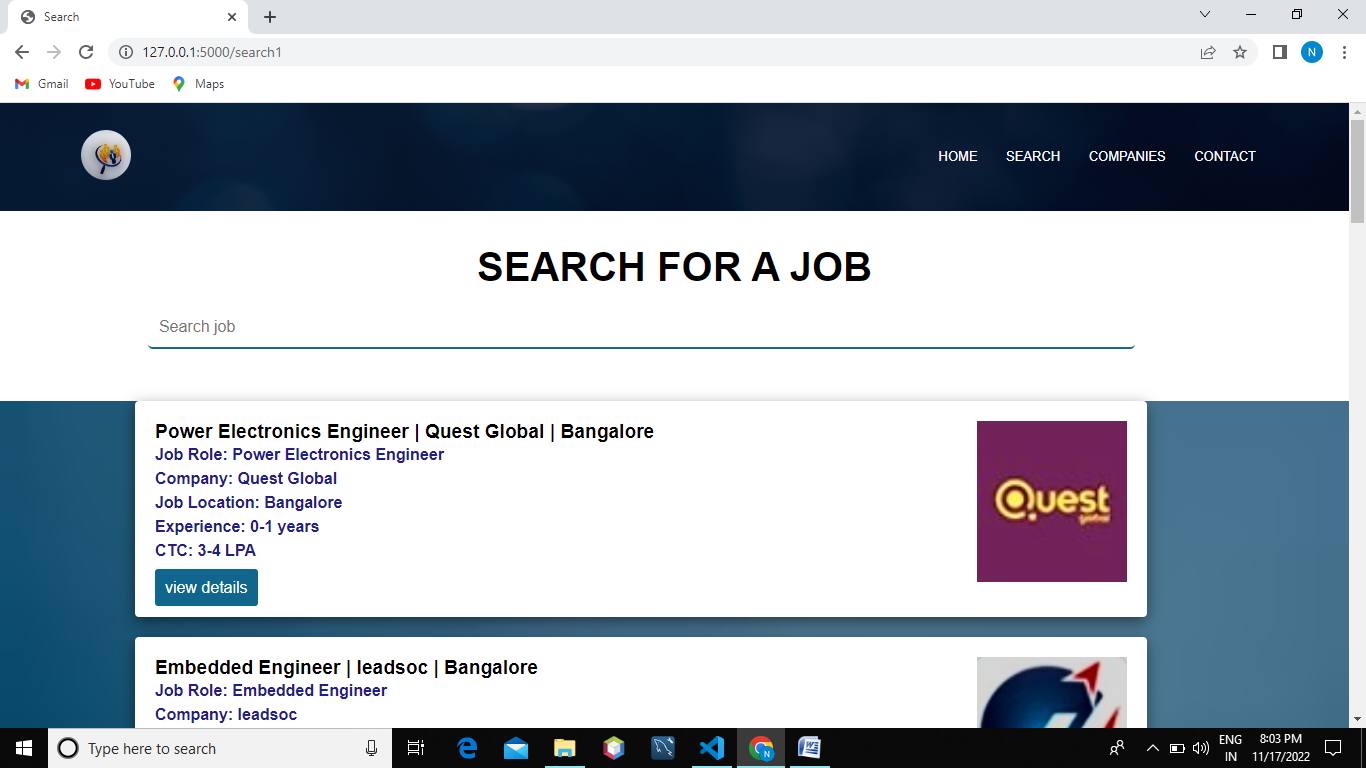 Search
127.0.0.1:5000/search1
N
Gmail
YouTube
Maps
HOME
SEARCH
COMPANIES
CONTACT
SEARCH FOR A JOB
Search job
Power Electronics Engineer | Quest Global | Bangalore
Job Role: Power Electronics Engineer
Company: Quest Global
Job Location: Bangalore
Experience: 0-1 years
CTC: 3-4 LPA
view details
Quest
global
Embedded Engineer | leadsoc | Bangalore
Job Role: Embedded Engineer
Company: leadsoc
Type here to search
N
W
ENG
IN
8:03 PM
11/17/2022